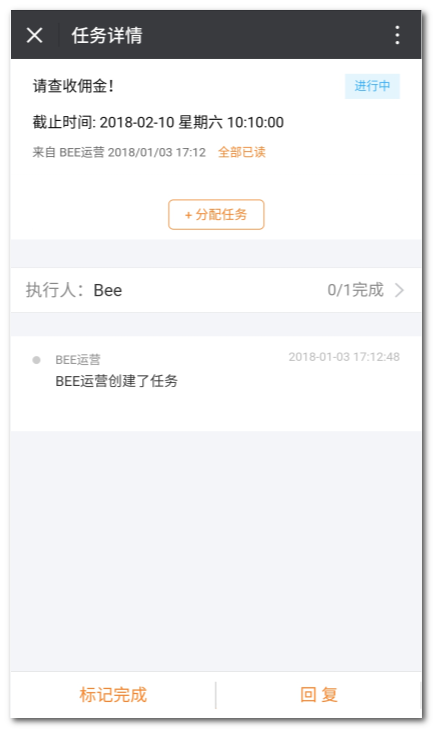 任务详情
请查收佣金！
进行中
截止时间: 2018-02-10 星期六 10:10:00
来自 BEE运营 2018/01/03 17:12 全部已读
+ 分配任务
执行人：Bee 0/1完成
BEE运营 2018-01-03 17:12:48
BEE运营创建了任务
标记完成 回 复